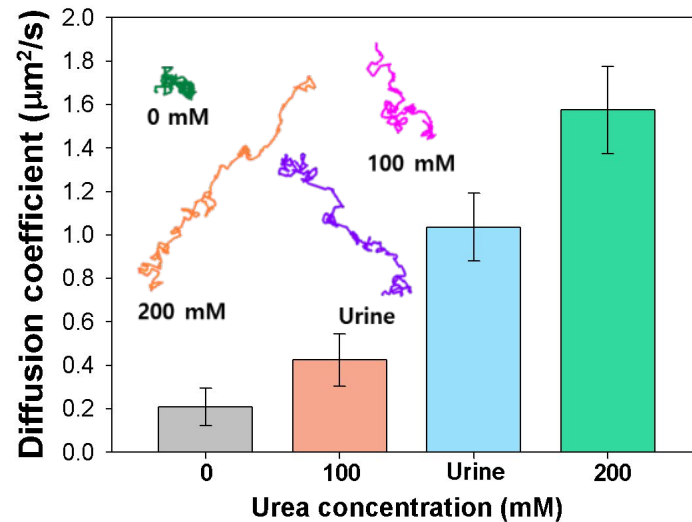 Diffusion coefficient (μm²/s)
2.0
1.8
1.6
1.4
1.2
1.0
0.8
0.6
0.4
0.2
0.0
0 mM
100 mM
200 mM
Urine
0 100 Urine 200
Urea concentration (mM)